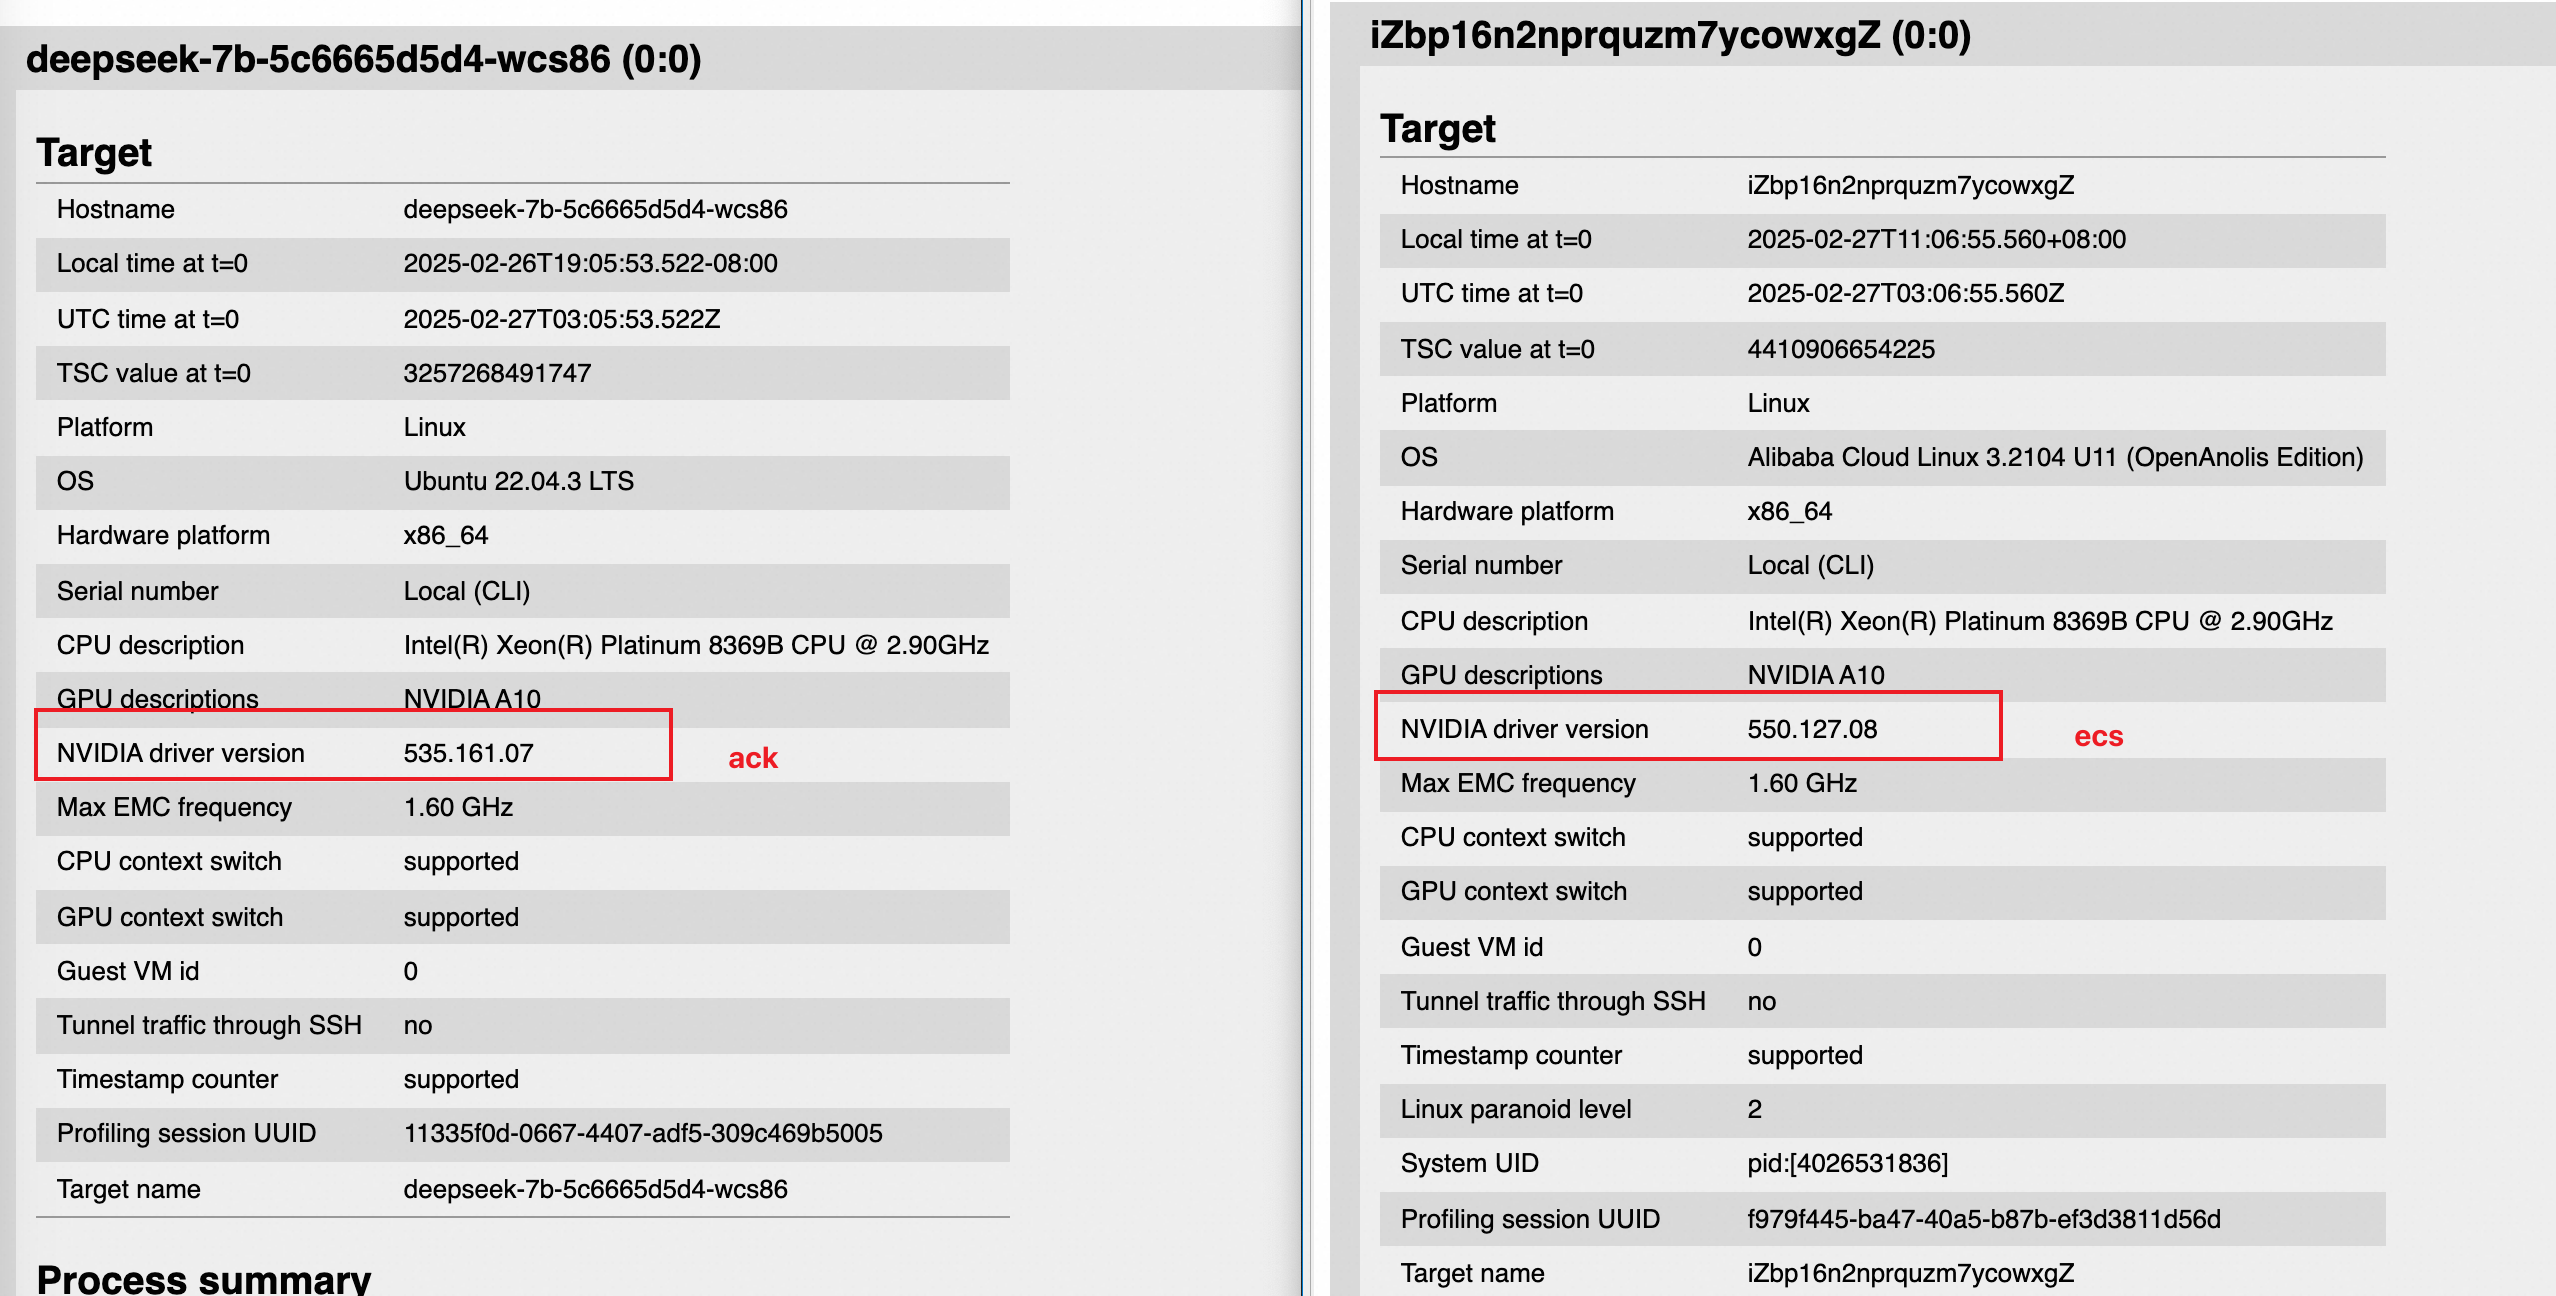 deepseek-7b-5c6665d5d4-wcs86 (0:0)
Target
Hostname deepseek-7b-5c6665d5d4-wcs86
Local time at t=0 2025-02-26T19:05:53.522-08:00
UTC time at t=0 2025-02-27T03:05:53.522Z
TSC value at t=0 3257268491747
Platform Linux
OS Ubuntu 22.04.3 LTS
Hardware platform x86_64
Serial number Local (CLI)
CPU description Intel(R) Xeon(R) Platinum 8369B CPU @ 2.90GHz
GPU descriptions NVIDIA A10
NVIDIA driver version 535.161.07 ack
Max EMC frequency 1.60 GHz
CPU context switch supported
GPU context switch supported
Guest VM id 0
Tunnel traffic through SSH no
Timestamp counter supported
Profiling session UUID 11335f0d-0667-4407-adf5-309c469b5005
Target name deepseek-7b-5c6665d5d4-wcs86
Process summary
iZbp16n2nprquzm7ycowxgZ (0:0)
Target
Hostname iZbp16n2nprquzm7ycowxgZ
Local time at t=0 2025-02-27T11:06:55.560+08:00
UTC time at t=0 2025-02-27T03:06:55.560Z
TSC value at t=0 4410906654225
Platform Linux
OS Alibaba Cloud Linux 3.2104 U11 (OpenAnolis Edition)
Hardware platform x86_64
Serial number Local (CLI)
CPU description Intel(R) Xeon(R) Platinum 8369B CPU @ 2.90GHz
GPU descriptions NVIDIA A10
NVIDIA driver version 550.127.08 ecs
Max EMC frequency 1.60 GHz
CPU context switch supported
GPU context switch supported
Guest VM id 0
Tunnel traffic through SSH no
Timestamp counter supported
Linux paranoid level 2
System UID pid:[4026531836]
Profiling session UUID f979f445-ba47-40a5-b87b-ef3d3811d56d
Target name iZbp16n2nprquzm7ycowxgZ